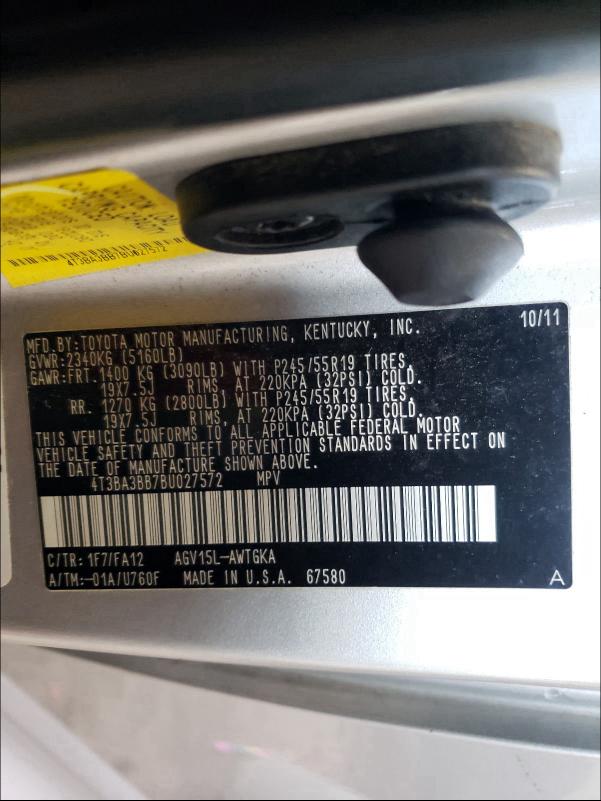 4T3BA3BB7BU027572
MFD.BY:TOYOTA MOTOR MANUFACTURING, KENTUCKY, INC. 10/11
GVWR:2340KG (5160LB)
GAWR:FRT.1400 KG (3090LB) WITH P245/55R19 TIRES,
19X7.5J RIMS, AT 220KPA (32PSI) COLD.
RR. 1270 KG (2800LB) WITH P245/55R19 TIRES,
19X7.5J RIMS, AT 220KPA (32PSI) COLD.
THIS VEHICLE CONFORMS TO ALL APPLICABLE FEDERAL MOTOR
VEHICLE SAFETY AND THEFT PREVENTION STANDARDS IN EFFECT ON
THE DATE OF MANUFACTURE SHOWN ABOVE.
4T3BA3BB7BU027572 MPV
C/TR: 1F7/FA12 AGV15L-AWTGKA
A/TM:-01A/U760F MADE IN U.S.A. 67580 A